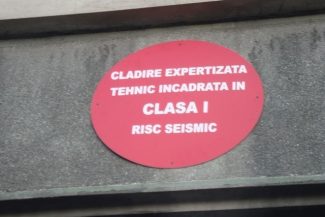 CLADIRE EXPERTIZATA
TEHNIC INCADRATA IN
CLASA I
RISC SEISMIC